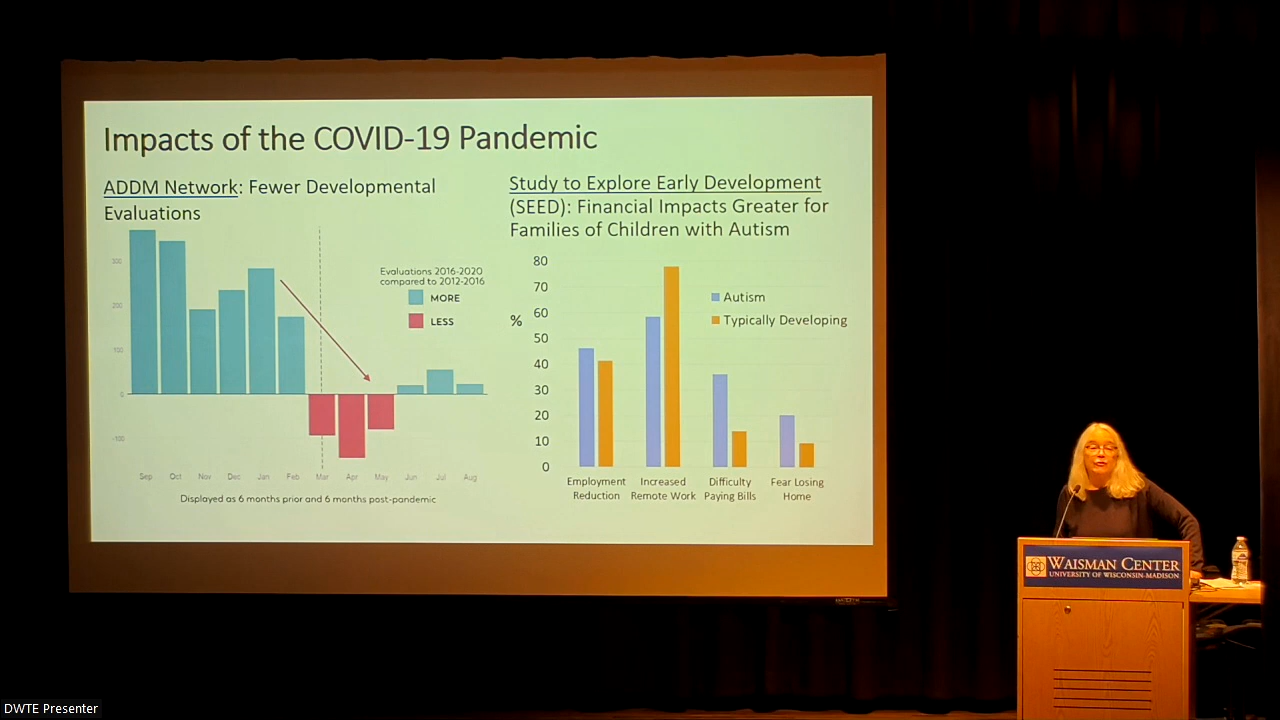 Impacts of the COVID-19 Pandemic
ADDM Network: Fewer Developmental
Evaluations
300
200
100
0
-100
Evaluations 2016-2020
compared to 2012-2016
MORE
LESS
Sep Oct Nov Dec Jan Feb Mar Apr May Jun Jul Aug
Displayed as 6 months prior and 6 months post-pandemic
Study to Explore Early Development
(SEED): Financial Impacts Greater for
Families of Children with Autism
80
70
60
50
40
30
20
10
0
%
Autism
Typically Developing
Employment
Reduction
Increased
Remote Work
Difficulty
Paying Bills
Fear Losing
Home
WAISMAN CENTER
UNIVERSITY OF WISCONSIN-MADISON
DWTE Presenter